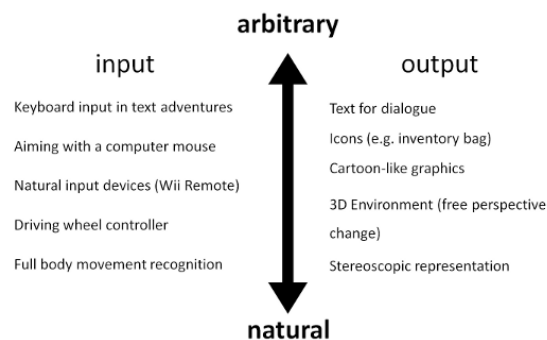 arbitrary
input
Keyboard input in text adventures
Aiming with a computer mouse
Natural input devices (Wii Remote)
Driving wheel controller
Full body movement recognition
output
Text for dialogue
Icons (e.g. inventory bag)
Cartoon-like graphics
3D Environment (free perspective
change)
Stereoscopic representation
natural